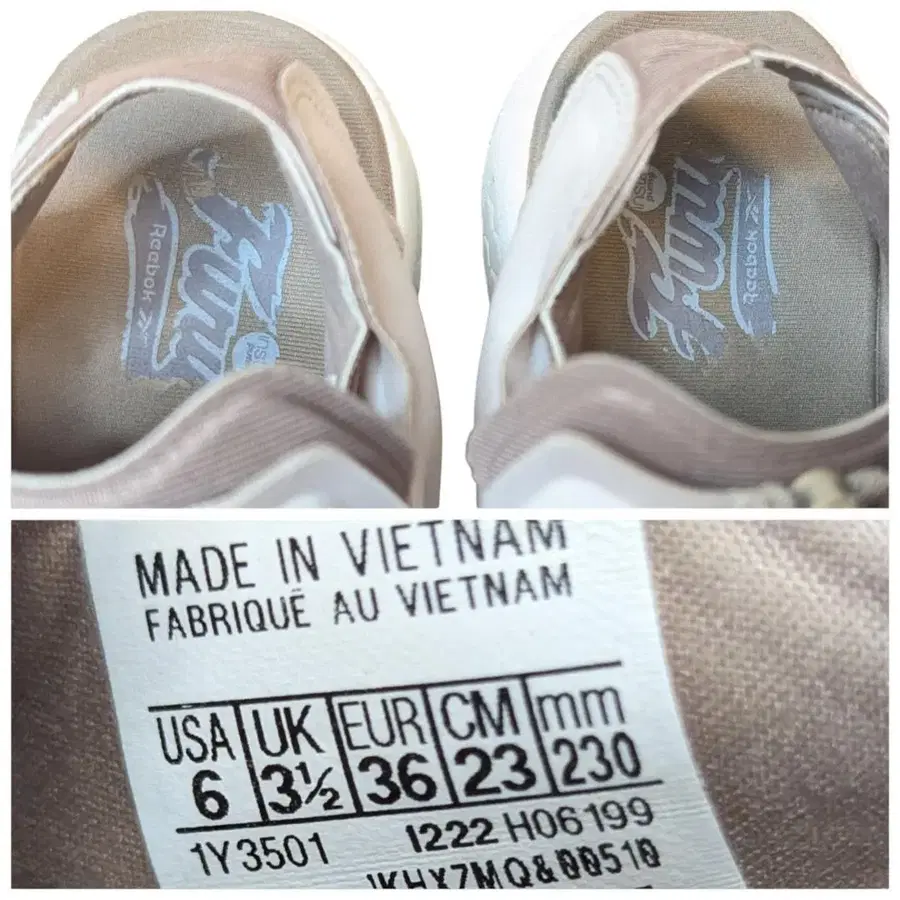 Reebok
Fury
Fury
Reebok
MADE IN VIETNAM
FABRIQUÉ AU VIETNAM
USA UK EUR CM mm
6 3½ 36 23 230
1Y3501 1222 H06199